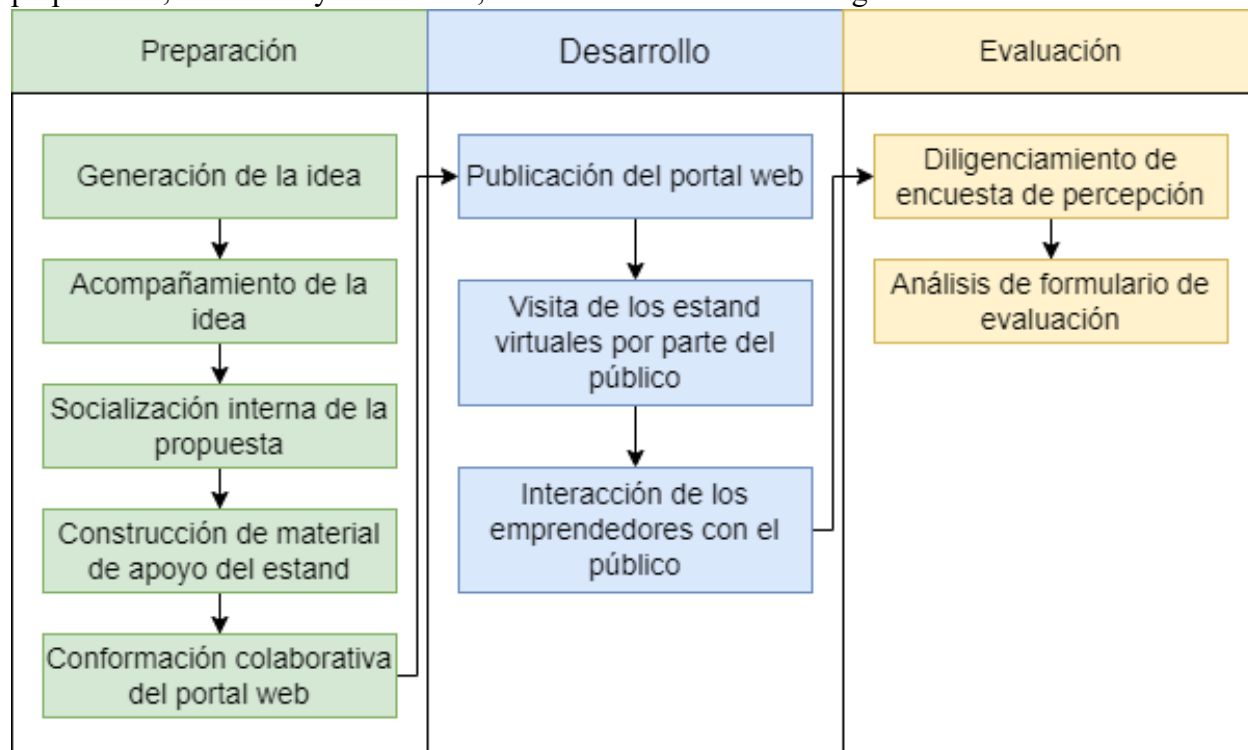 Preparación
Desarrollo
Evaluación
Generación de la idea
Acompañamiento de la
idea
Socialización interna de la
propuesta
Construcción de material
de apoyo del estand
Conformación colaborativa
del portal web
Publicación del portal web
Visita de los estand
virtuales por parte del
público
Interacción de los
emprendedores con el
público
Diligenciamiento de
encuesta de percepción
Análisis de formulario de
evaluación